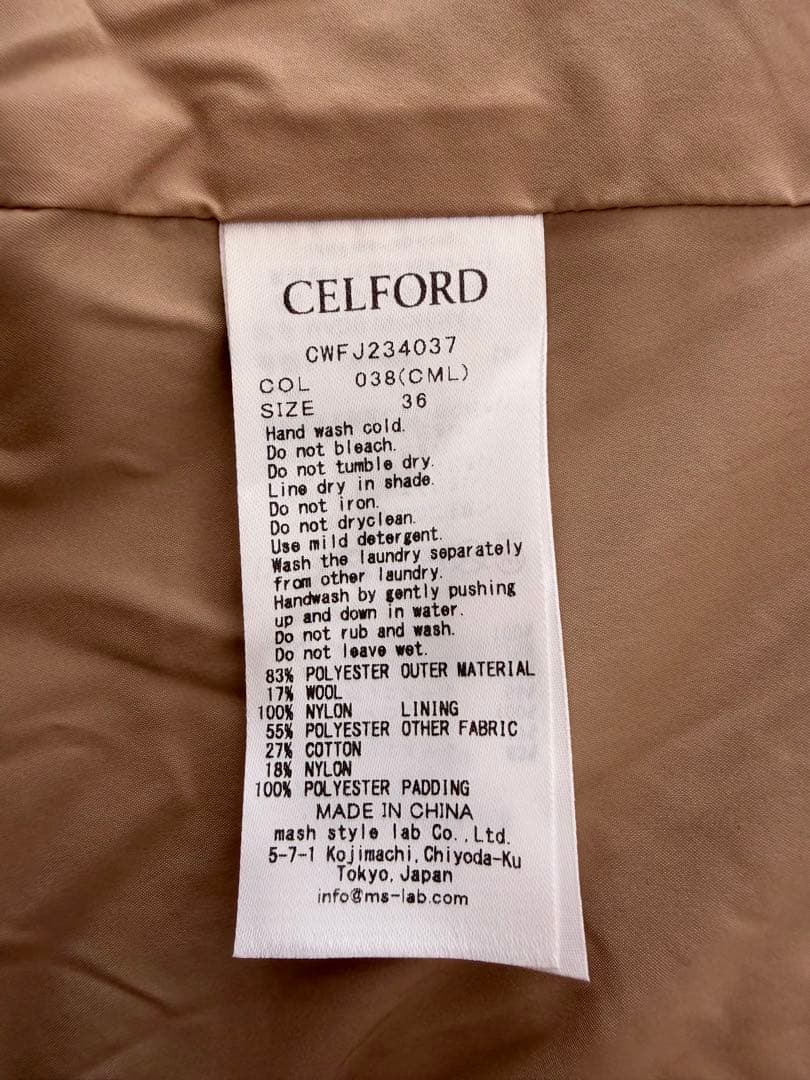 CELFORD
CWFJ234037
COL 038(CML)
SIZE 36
Hand wash cold.
Do not bleach.
Do not tumble dry.
Line dry in shade.
Do not iron.
Do not dryclean.
Use mild detergent.
Wash the laundry separately
from other laundry.
Handwash by gently pushing
up and down in water.
Do not rub and wash.
Do not leave wet.
83% POLYESTER OUTER MATERIAL
17% WOOL
100% NYLON LINING
55% POLYESTER OTHER FABRIC
27% COTTON
18% NYLON
100% POLYESTER PADDING
MADE IN CHINA
mash style lab Co.,Ltd.
5-7-1 Kojimachi,Chiyoda-Ku
Tokyo,Japan
info@ms-lab.com